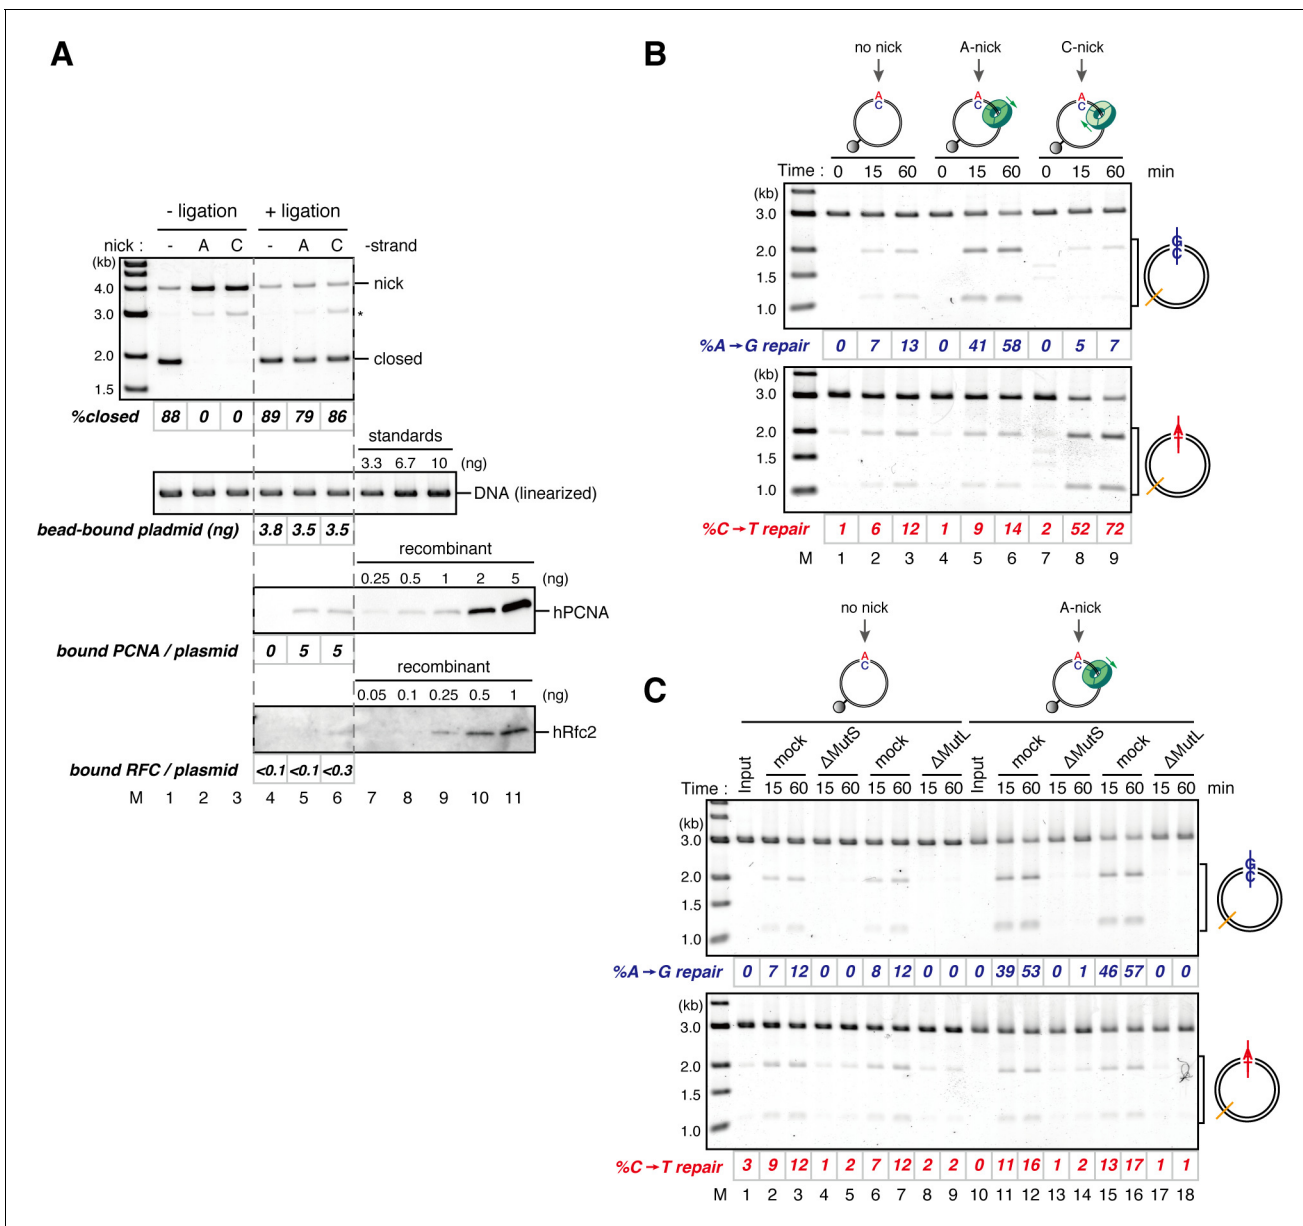 A
- ligation + ligation
nick : - A C - A C -strand
(kb)
4.0
3.0
2.0
1.5
nick
*
closed
%closed 88 0 0 89 79 86
standards
3.3 6.7 10 (ng)
DNA (linearized)
bead-bound pladmid (ng) 3.8 3.5 3.5
recombinant
0.25 0.5 1 2 5 (ng)
hPCNA
bound PCNA / plasmid 0 5 5
recombinant
0.05 0.1 0.25 0.5 1 (ng)
hRfc2
bound RFC / plasmid <0.1 <0.1 <0.3
M 1 2 3 4 5 6 7 8 9 10 11
B
no nick A-nick C-nick
A A A
C C C
Time : 0 15 60 0 15 60 0 15 60 min
(kb)
3.0
2.0
1.5
1.0
G
C
%A→G repair 0 7 13 0 41 58 0 5 7
(kb)
3.0
2.0
1.5
1.0
A
T
%C→T repair 1 6 12 1 9 14 2 52 72
M 1 2 3 4 5 6 7 8 9
C
no nick A-nick
A A
C C
Input mock ΔMutS mock ΔMutL Input mock ΔMutS mock ΔMutL
Time : 15 60 15 60 15 60 15 60 15 60 15 60 15 60 15 60 min
(kb)
3.0
2.0
1.5
1.0
G
C
%A→G repair 0 7 12 0 0 8 12 0 0 0 39 53 0 1 46 57 0 0
(kb)
3.0
2.0
1.5
1.0
A
T
%C→T repair 3 9 12 1 2 7 12 2 2 0 11 16 1 2 13 17 1 1
M 1 2 3 4 5 6 7 8 9 10 11 12 13 14 15 16 17 18